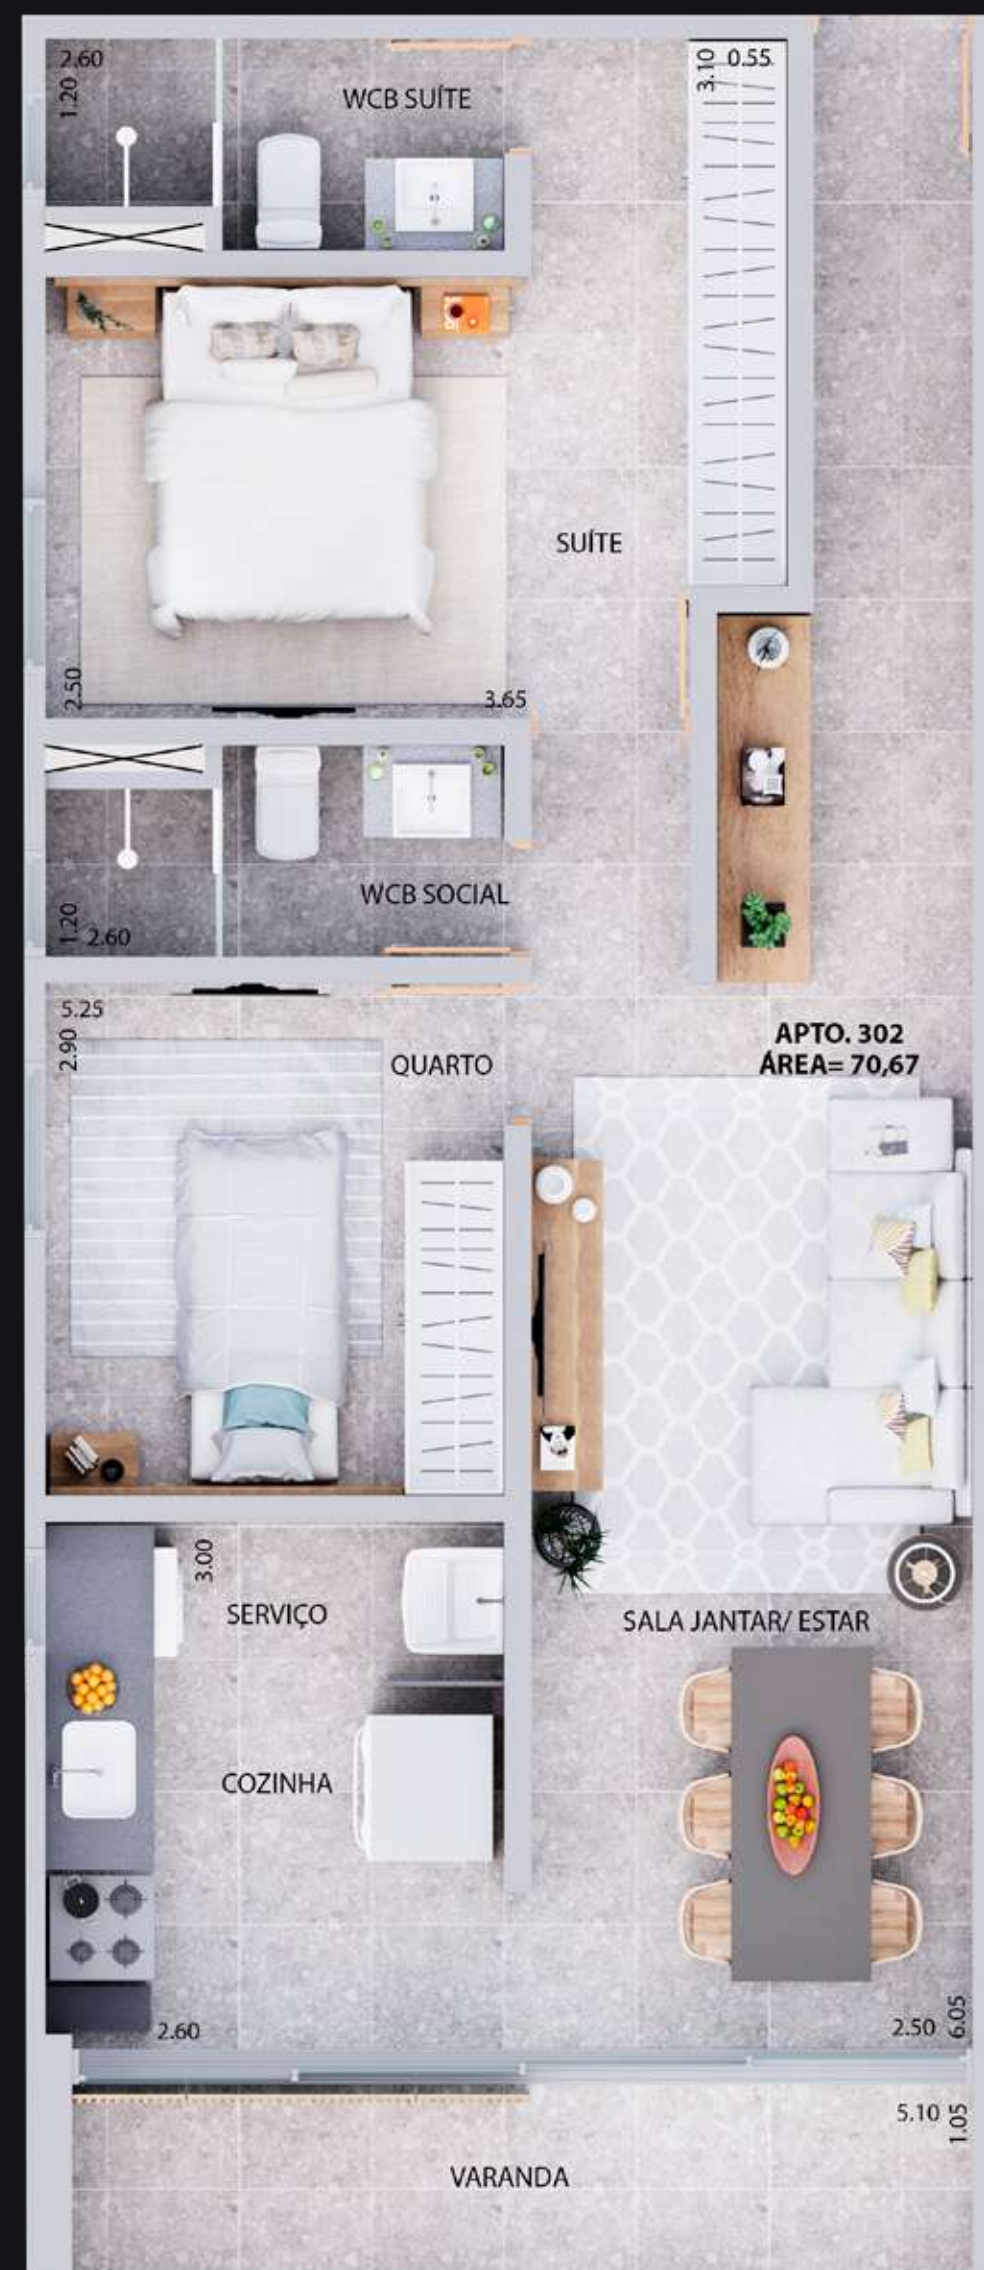 2.60
1.20
WCB SUÍTE
3.10
0.55
SUÍTE
2.50
3.65
WCB SOCIAL
1.20
2.60
5.25
2.90
QUARTO
APTO. 302
ÁREA= 70,67
3.00
SERVIÇO
SALA JANTAR/ ESTAR
COZINHA
2.60
2.50
6.05
5.10
1.05
VARANDA